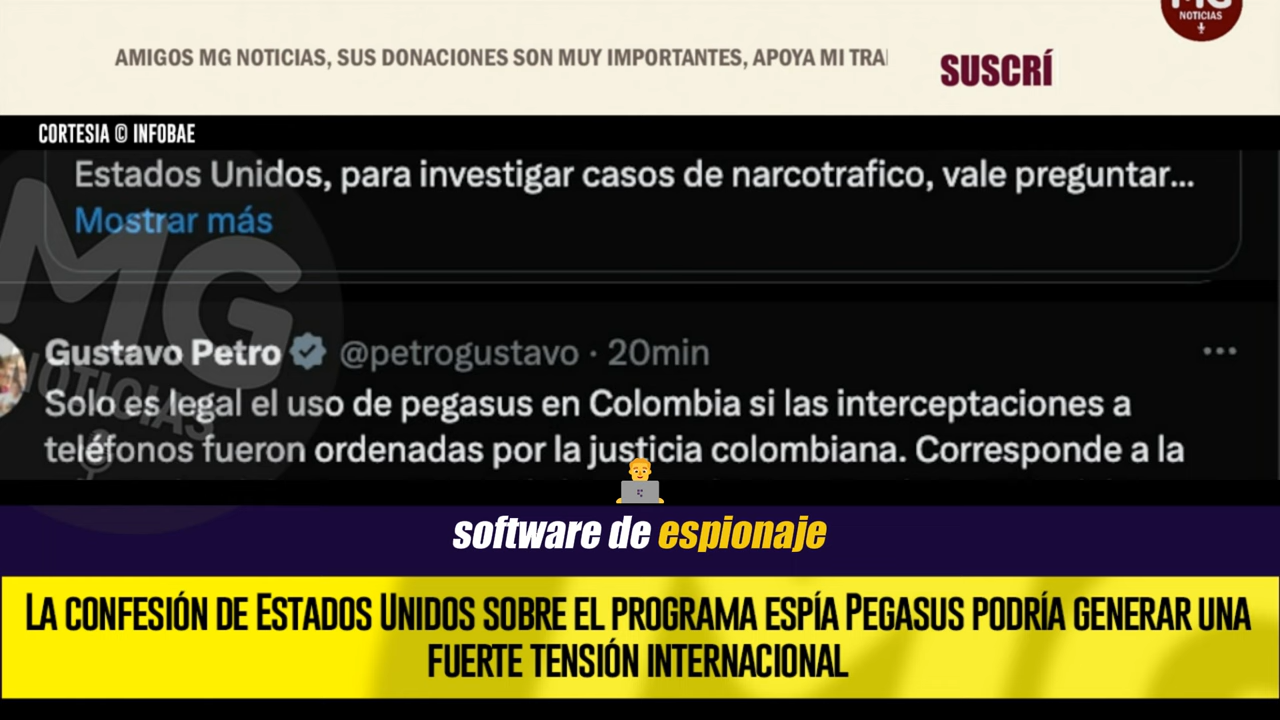 MG
NOTICIAS
AMIGOS MG NOTICIAS, SUS DONACIONES SON MUY IMPORTANTES, APOYA MI TRA
SUSCRÍ
CORTESIA © INFOBAE
Estados Unidos, para investigar casos de narcotrafico, vale preguntar...
Mostrar más
MG
NOTICIAS
Gustavo Petro @petrogustavo · 20min
Solo es legal el uso de pegasus en Colombia si las interceptaciones a
teléfonos fueron ordenadas por la justicia colombiana. Corresponde a la
software de espionaje
LA CONFESIÓN DE ESTADOS UNIDOS SOBRE EL PROGRAMA ESPÍA PEGASUS PODRÍA GENERAR UNA
FUERTE TENSIÓN INTERNACIONAL